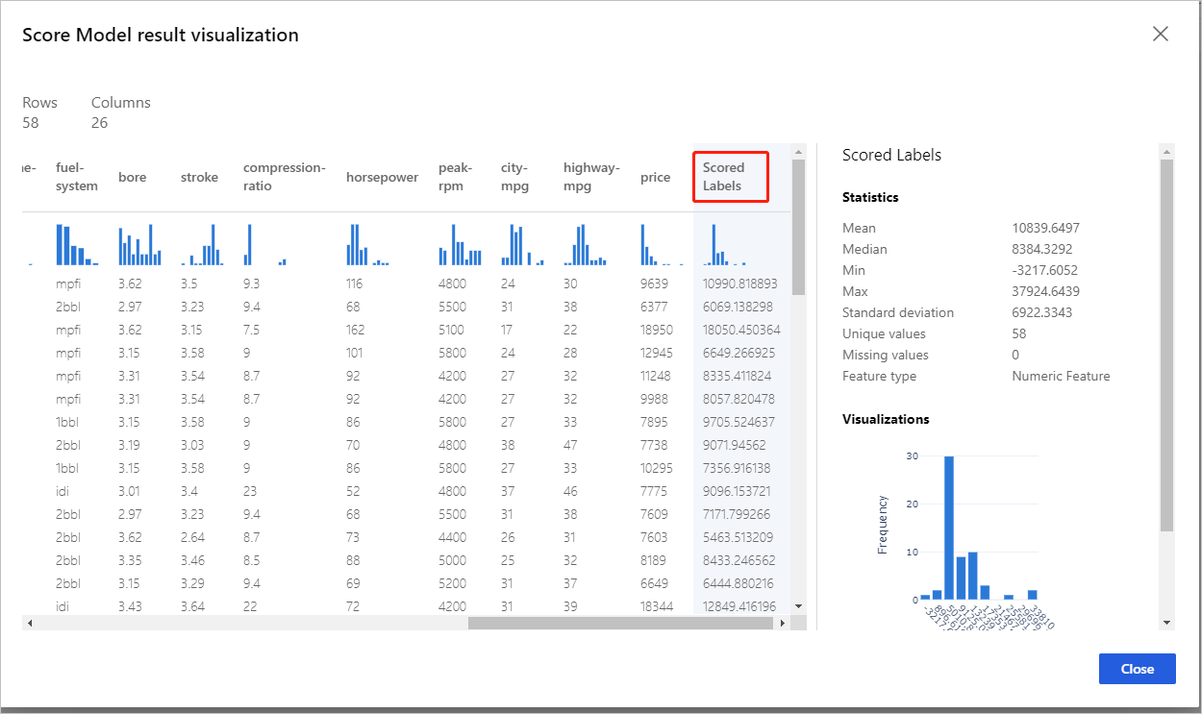 Score Model result visualization
Rows Columns
58 26
e- fuel-system bore stroke compression-ratio horsepower peak-rpm city-mpg highway-mpg price Scored Labels
mpfi 3.62 3.5 9.3 116 4800 24 30 9639 10990.818893
2bbl 2.97 3.23 9.4 68 5500 31 38 6377 6069.138298
mpfi 3.62 3.15 7.5 162 5100 17 22 18950 18050.450364
mpfi 3.15 3.58 9 101 5800 24 28 12945 6649.266925
mpfi 3.31 3.54 8.7 92 4200 27 32 11248 8335.411824
mpfi 3.31 3.54 8.7 92 4200 27 32 9988 8057.820478
1bbl 3.15 3.58 9 86 5800 27 33 7895 9705.524637
2bbl 3.19 3.03 9 70 4800 38 47 7738 9071.94562
1bbl 3.15 3.58 9 86 5800 27 33 10295 7356.916138
idi 3.01 3.4 23 52 4800 37 46 7775 9096.153721
2bbl 2.97 3.23 9.4 68 5500 31 38 7609 7171.799266
2bbl 3.62 2.64 8.7 73 4400 26 31 7603 5463.513209
2bbl 3.35 3.46 8.5 88 5000 25 32 8189 8433.246562
2bbl 3.15 3.29 9.4 69 5200 31 37 6649 6444.880216
idi 3.43 3.64 22 72 4200 31 39 18344 12849.416196
Scored Labels
Statistics
Mean 10839.6497
Median 8384.3292
Min -3217.6052
Max 37924.6439
Standard deviation 6922.3343
Unique values 58
Missing values 0
Feature type Numeric Feature
Visualizations
Frequency
30
20
10
0
33810
Close